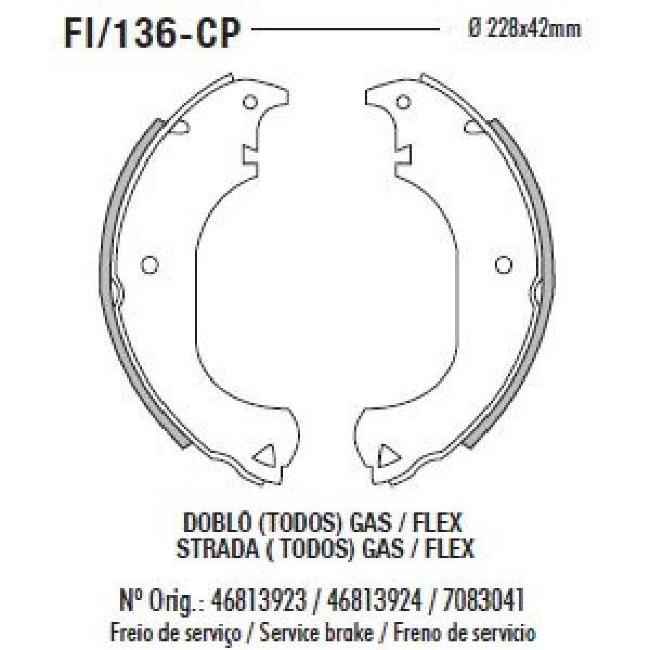 FI/136-CP
Ø 228x42mm
DOBLÔ (TODOS) GAS / FLEX
STRADA ( TODOS) GAS / FLEX
Nº Orig.: 46813923 / 46813924 / 7083041
Freio de serviço / Service brake / Freno de servicio